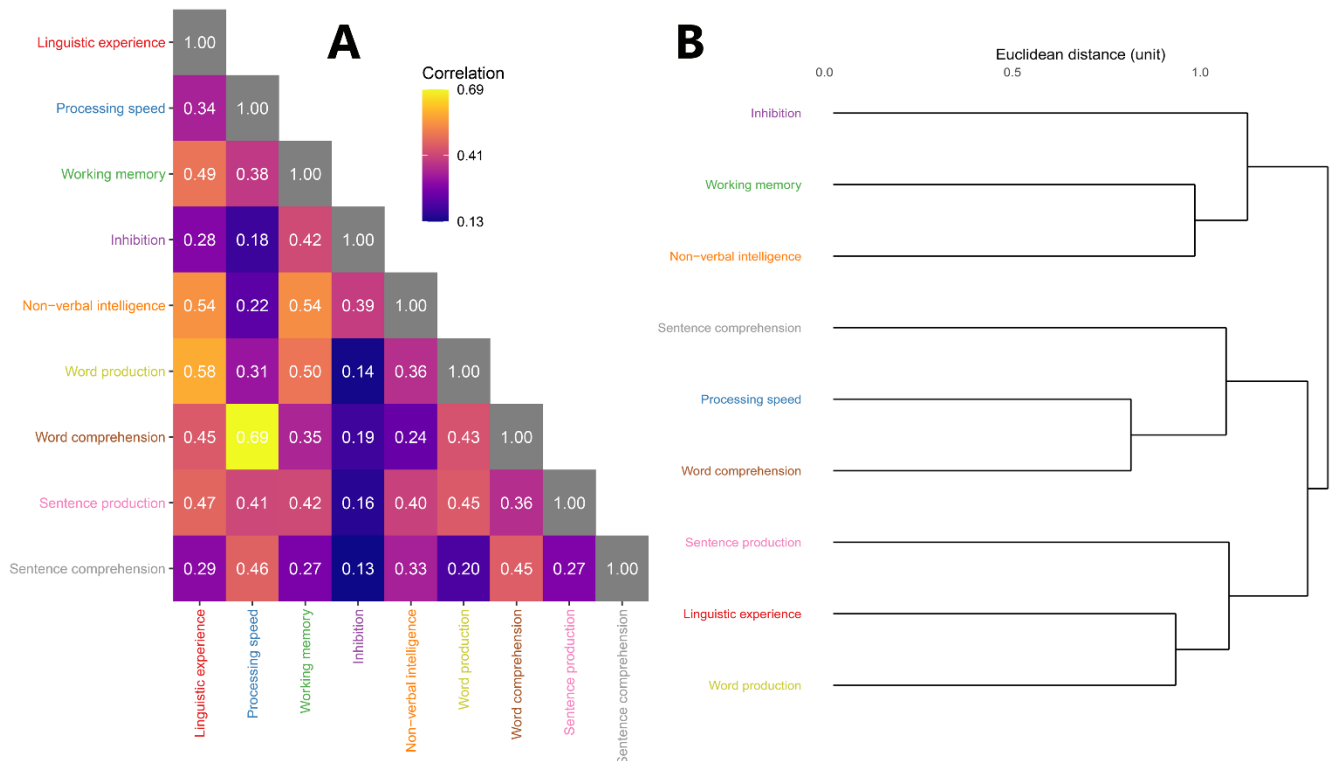 A
B
Euclidean distance (unit)
0.0 0.5 1.0
Correlation
0.69
0.41
0.13
Linguistic experience 1.00
Processing speed 0.34 1.00
Working memory 0.49 0.38 1.00
Inhibition 0.28 0.18 0.42 1.00
Non−verbal intelligence 0.54 0.22 0.54 0.39 1.00
Word production 0.58 0.31 0.50 0.14 0.36 1.00
Word comprehension 0.45 0.69 0.35 0.19 0.24 0.43 1.00
Sentence production 0.47 0.41 0.42 0.16 0.40 0.45 0.36 1.00
Sentence comprehension 0.29 0.46 0.27 0.13 0.33 0.20 0.45 0.27 1.00
Linguistic experience
Processing speed
Working memory
Inhibition
Non−verbal intelligence
Word production
Word comprehension
Sentence production
Sentence comprehension
Inhibition
Working memory
Non−verbal intelligence
Sentence comprehension
Processing speed
Word comprehension
Sentence production
Linguistic experience
Word production